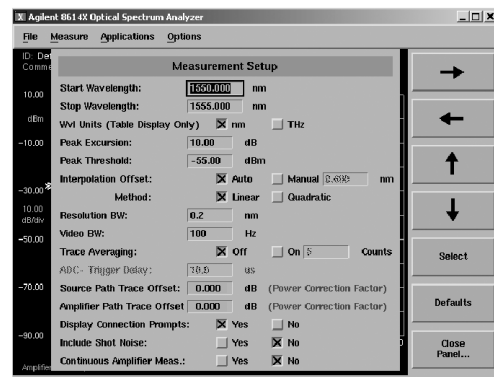 Agilent 8614X Optical Spectrum Analyzer
File Measure Applications Options
ID: Def
Comme
Measurement Setup
Start Wavelength: 1550.000 nm
10.00
Stop Wavelength: 1555.000 nm
dBm
Wvl Units (Table Display Only) nm THz
-10.00
Peak Excursion: 10.00 dB
Peak Threshold: -55.00 dBm
Interpolation Offset: Auto Manual nm
-30.00
Method: Linear Quadratic
10.00
dB/div
Resolution BW: 0.2 nm
Video BW: 100 Hz
-50.00
Trace Averaging: Off On 5 Counts
ADC- Trigger Delay: us
-70.00
Source Path Trace Offset: 0.000 dB (Power Correction Factor)
Amplifier Path Trace Offset 0.000 dB (Power Correction Factor)
Display Connection Prompts: Yes No
-90.00
Include Shot Noise: Yes No
Continuous Amplifier Meas.: Yes No
Amplifier
Select
Defaults
Close
Panel...